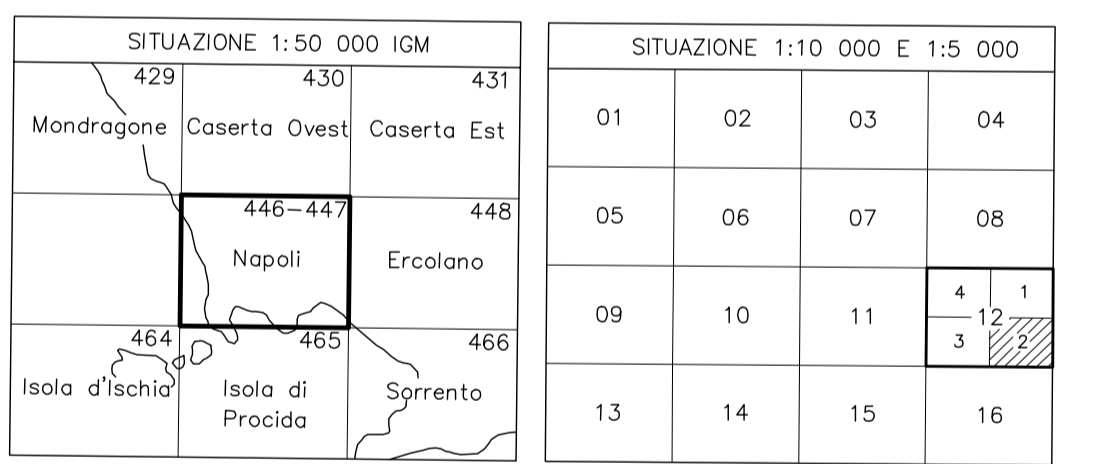 SITUAZIONE 1:50 000 IGM
429
430
431
Mondragone
Caserta Ovest
Caserta Est
446-447
448
Napoli
Ercolano
464
465
466
Isola d'Ischia
Isola di
Procida
Sorrento
SITUAZIONE 1:10 000 E 1:5 000
01
02
03
04
05
06
07
08
09
10
11
4
1
12
3
2
13
14
15
16